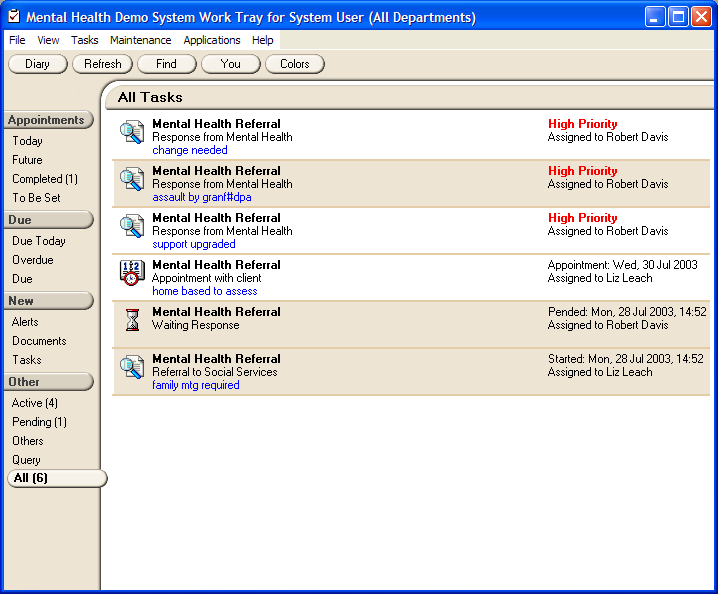 Mental Health Demo System Work Tray for System User (All Departments)
File View Tasks Maintenance Applications Help
Diary Refresh Find You Colors
All Tasks
Appointments
Today
Future
Completed (1)
To Be Set
Due
Due Today
Overdue
Due
New
Alerts
Documents
Tasks
Other
Active (4)
Pending (1)
Others
Query
All (6)
Mental Health Referral High Priority
Response from Mental Health Assigned to Robert Davis
change needed
Mental Health Referral High Priority
Response from Mental Health Assigned to Robert Davis
assault by granf#dpa
Mental Health Referral High Priority
Response from Mental Health Assigned to Robert Davis
support upgraded
Mental Health Referral Appointment: Wed, 30 Jul 2003
Appointment with client Assigned to Liz Leach
home based to assess
Mental Health Referral Pended: Mon, 28 Jul 2003, 14:52
Waiting Response Assigned to Robert Davis
Mental Health Referral Started: Mon, 28 Jul 2003, 14:52
Referral to Social Services Assigned to Liz Leach
family mtg required